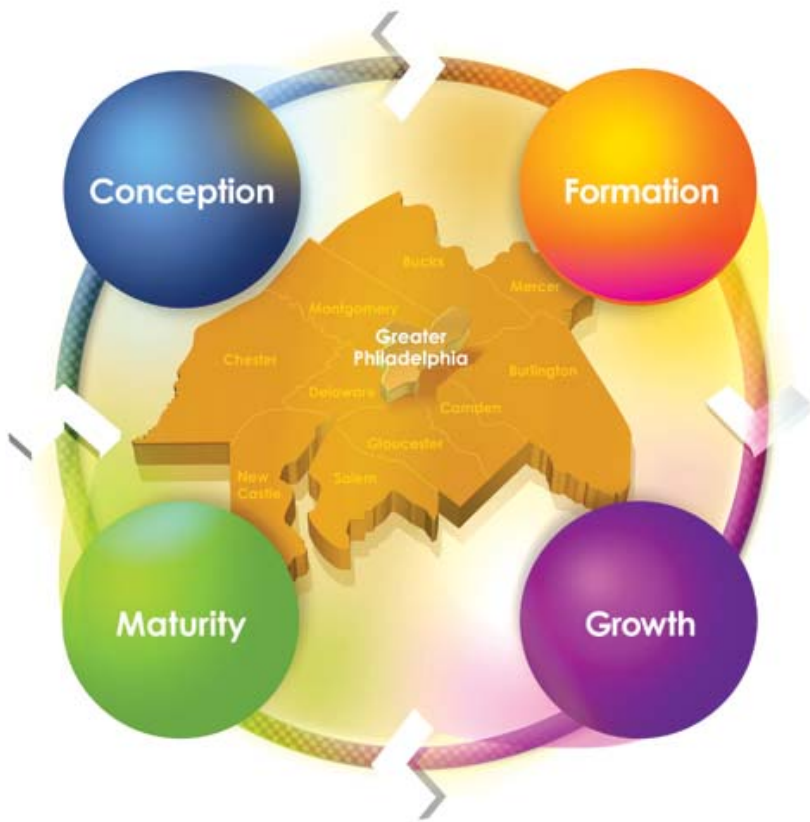 Conception
Formation
Bucks
Mercer
Montgomery
Greater
Philadelphia
Chester
Burlington
Delaware
Camden
Gloucester
New
Castle
Salem
Maturity
Growth